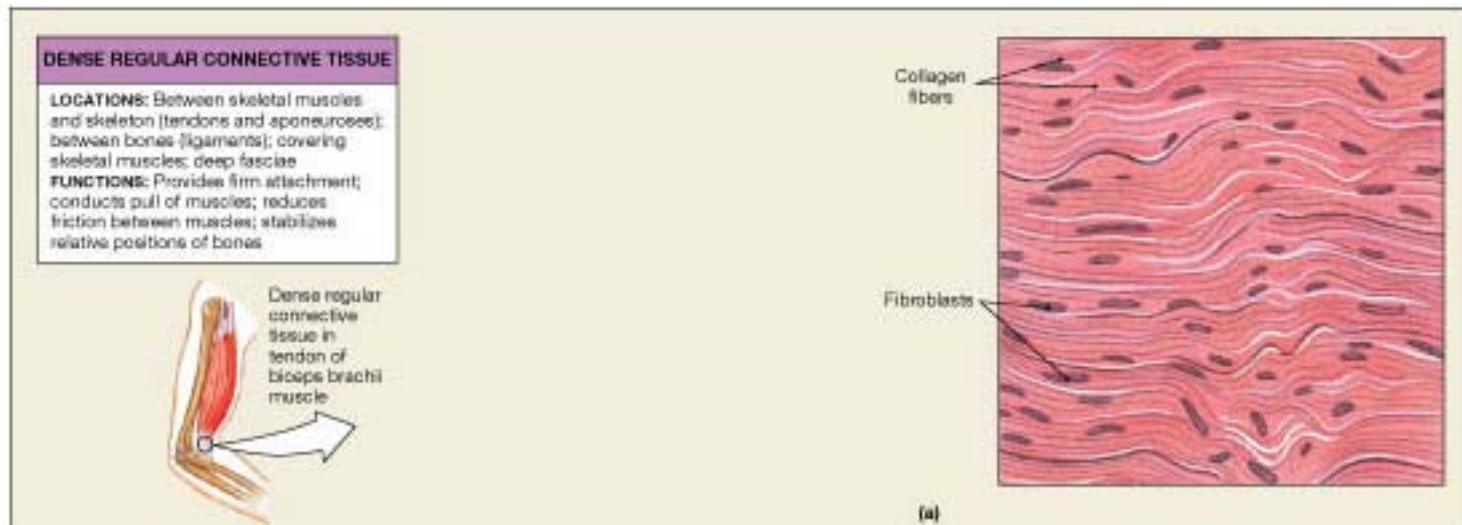 DENSE REGULAR CONNECTIVE TISSUE
LOCATIONS: Between skeletal muscles
and skeleton (tendons and aponeuroses);
between bones (ligaments); covering
skeletal muscles; deep fasciae
FUNCTIONS: Provides firm attachment;
conducts pull of muscles; reduces
friction between muscles; stabilizes
relative positions of bones
Dense regular
connective
tissue in
tendon of
biceps brachii
muscle
Collagen
fibers
Fibroblasts
(a)